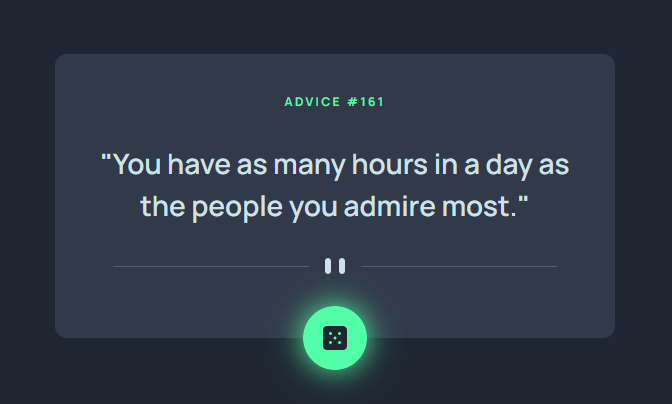 ADVICE #161
"You have as many hours in a day as
the people you admire most."